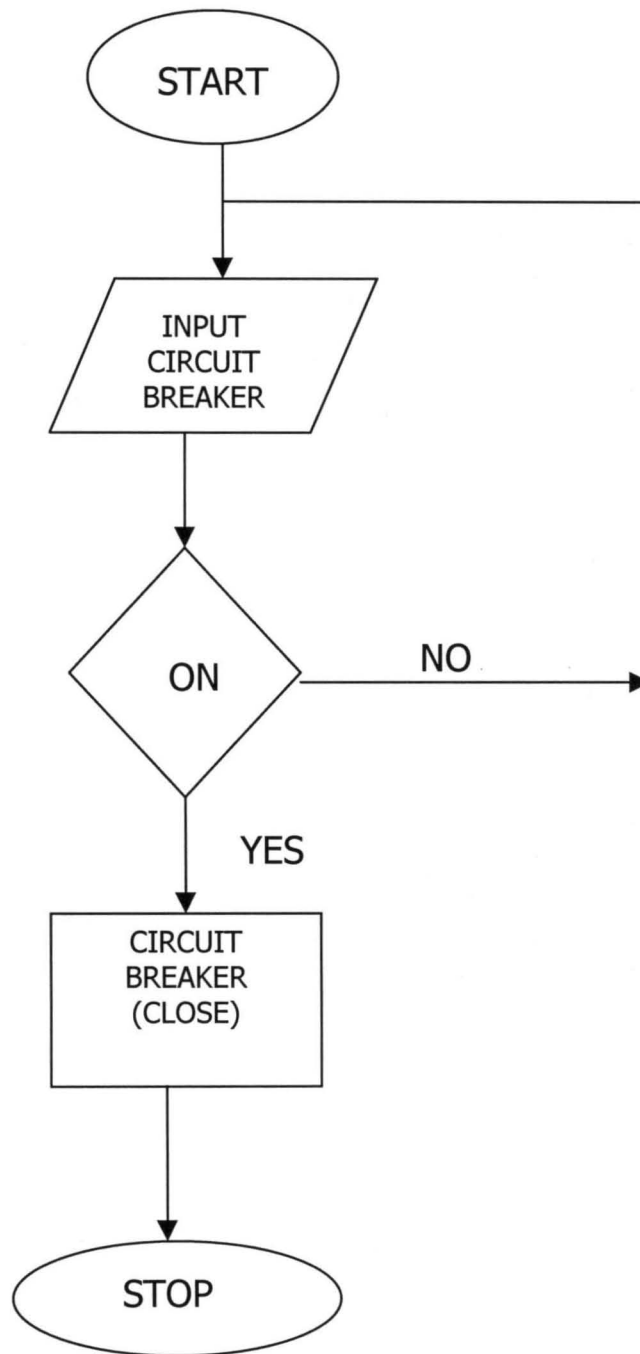 START
INPUT
CIRCUIT
BREAKER
ON
NO
YES
CIRCUIT
BREAKER
(CLOSE)
STOP